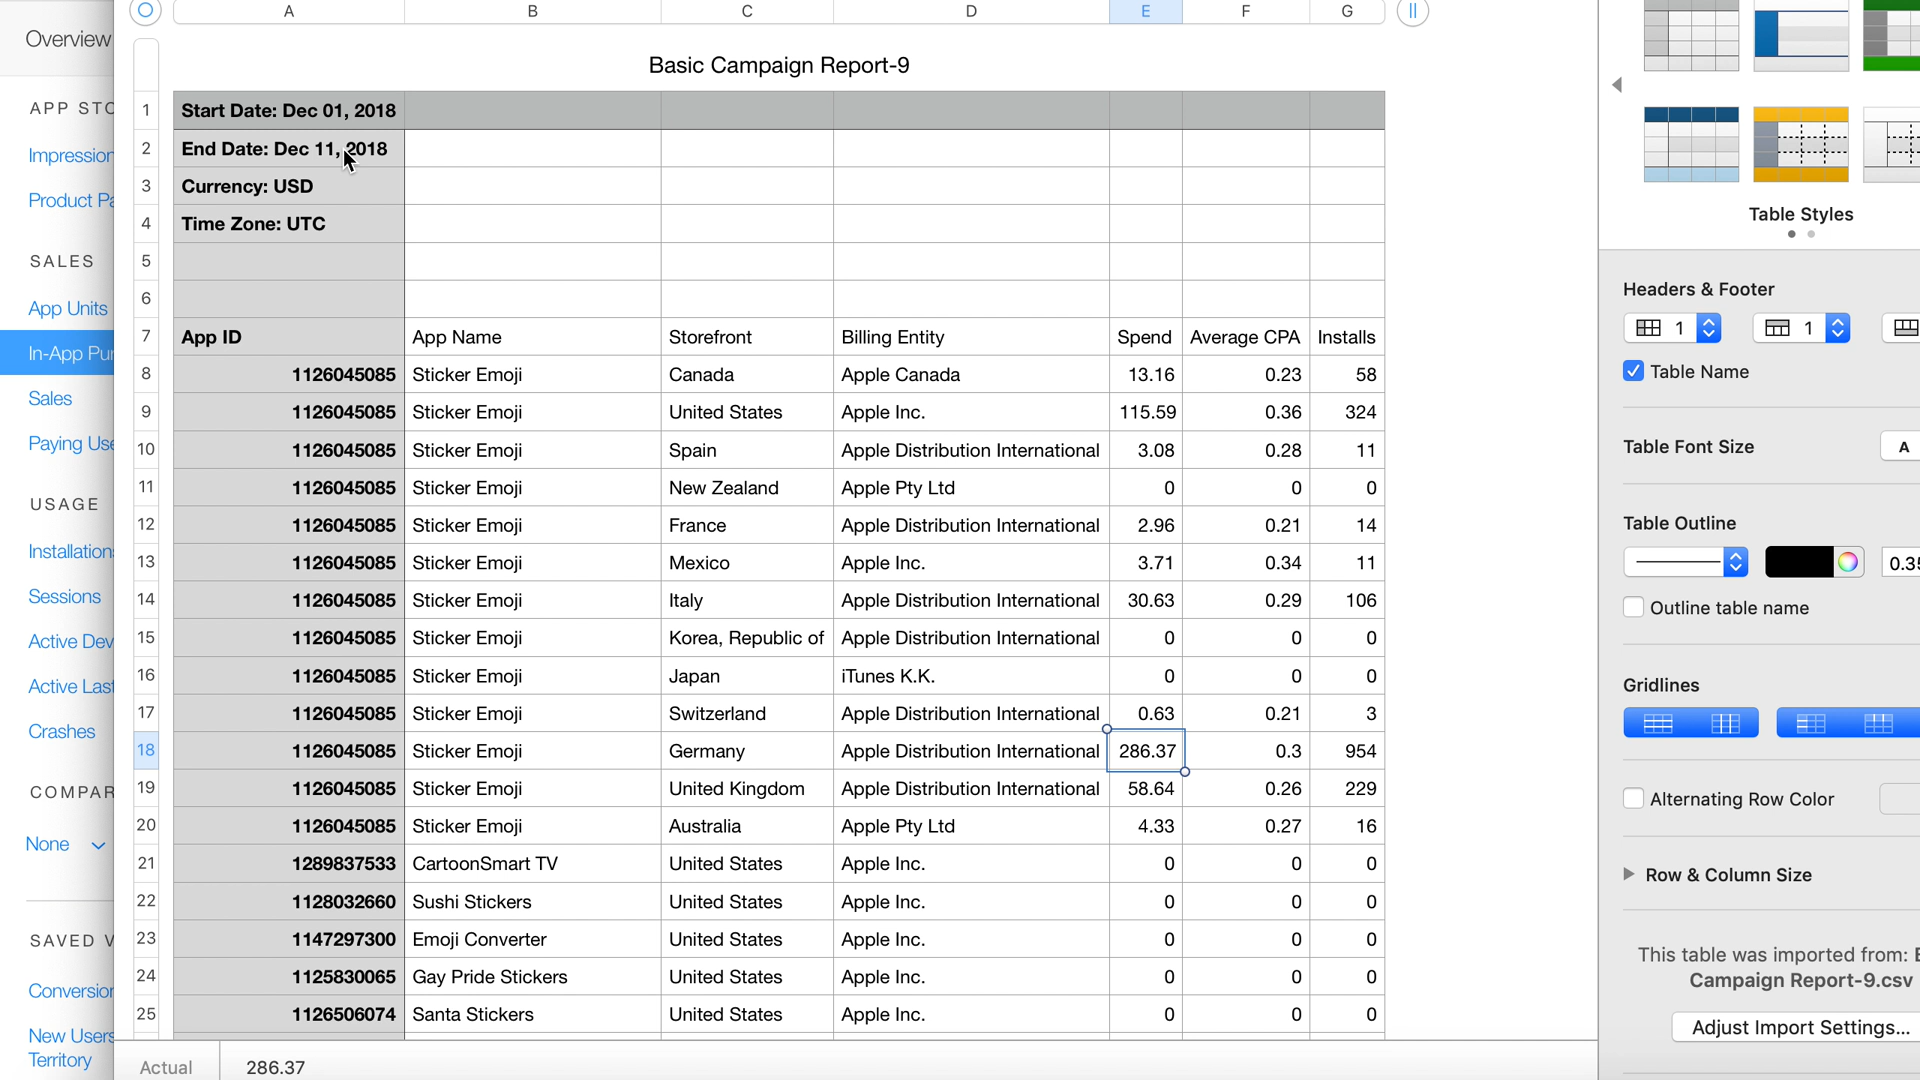 Overview
APP STO
Impression
Product Pa
SALES
App Units
In-App Pur
Sales
Paying Use
USAGE
Installations
Sessions
Active Dev
Active Last
Crashes
COMPAR
None
SAVED V
Conversion
New Users
Territory
A B C D E F G
Basic Campaign Report-9
1 Start Date: Dec 01, 2018
2 End Date: Dec 11, 2018
3 Currency: USD
4 Time Zone: UTC
5
6
7 App ID App Name Storefront Billing Entity Spend Average CPA Installs
8 1126045085 Sticker Emoji Canada Apple Canada 13.16 0.23 58
9 1126045085 Sticker Emoji United States Apple Inc. 115.59 0.36 324
10 1126045085 Sticker Emoji Spain Apple Distribution International 3.08 0.28 11
11 1126045085 Sticker Emoji New Zealand Apple Pty Ltd 0 0 0
12 1126045085 Sticker Emoji France Apple Distribution International 2.96 0.21 14
13 1126045085 Sticker Emoji Mexico Apple Inc. 3.71 0.34 11
14 1126045085 Sticker Emoji Italy Apple Distribution International 30.63 0.29 106
15 1126045085 Sticker Emoji Korea, Republic of Apple Distribution International 0 0 0
16 1126045085 Sticker Emoji Japan iTunes K.K. 0 0 0
17 1126045085 Sticker Emoji Switzerland Apple Distribution International 0.63 0.21 3
18 1126045085 Sticker Emoji Germany Apple Distribution International 286.37 0.3 954
19 1126045085 Sticker Emoji United Kingdom Apple Distribution International 58.64 0.26 229
20 1126045085 Sticker Emoji Australia Apple Pty Ltd 4.33 0.27 16
21 1289837533 CartoonSmart TV United States Apple Inc. 0 0 0
22 1128032660 Sushi Stickers United States Apple Inc. 0 0 0
23 1147297300 Emoji Converter United States Apple Inc. 0 0 0
24 1125830065 Gay Pride Stickers United States Apple Inc. 0 0 0
25 1126506074 Santa Stickers United States Apple Inc. 0 0 0
Actual 286.37
Table Styles
Headers & Footer
1 1
Table Name
Table Font Size A
Table Outline
0.35
Outline table name
Gridlines
Alternating Row Color
Row & Column Size
This table was imported from:
Campaign Report-9.csv
Adjust Import Settings...